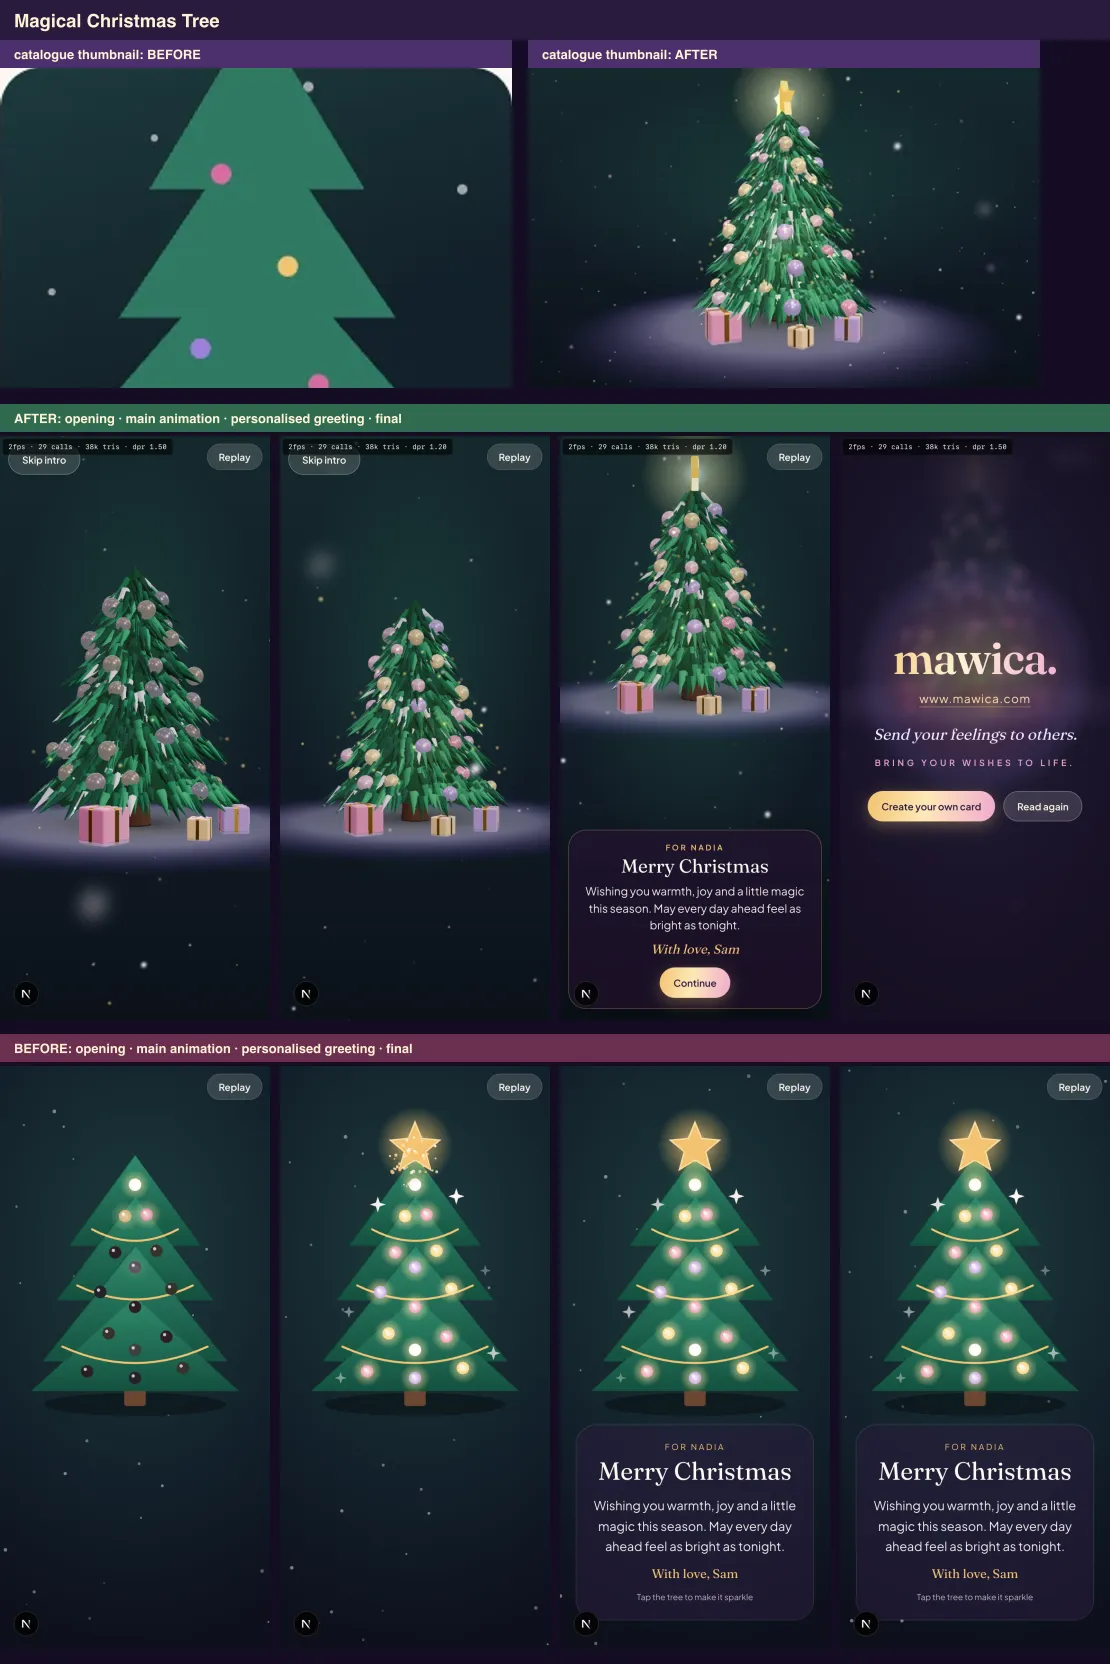 Magical Christmas Tree
catalogue thumbnail: BEFORE
catalogue thumbnail: AFTER
AFTER: opening · main animation · personalised greeting · final
2fps · 29 calls · 38k tris · dpr 1.50
Skip intro
Replay
2fps · 29 calls · 38k tris · dpr 1.20
Skip intro
Replay
2fps · 29 calls · 38k tris · dpr 1.20
Replay
FOR NADIA
Merry Christmas
Wishing you warmth, joy and a little magic
this season. May every day ahead feel as
bright as tonight.
With love, Sam
Continue
2fps · 29 calls · 38k tris · dpr 1.50
mawica.
www.mawica.com
Send your feelings to others.
BRING YOUR WISHES TO LIFE.
Create your own card
Read again
N
N
N
N
BEFORE: opening · main animation · personalised greeting · final
Replay
Replay
Replay
FOR NADIA
Merry Christmas
Wishing you warmth, joy and a little
magic this season. May every day
ahead feel as bright as tonight.
With love, Sam
Tap the tree to make it sparkle
Replay
FOR NADIA
Merry Christmas
Wishing you warmth, joy and a little
magic this season. May every day
ahead feel as bright as tonight.
With love, Sam
Tap the tree to make it sparkle
N
N
N
N